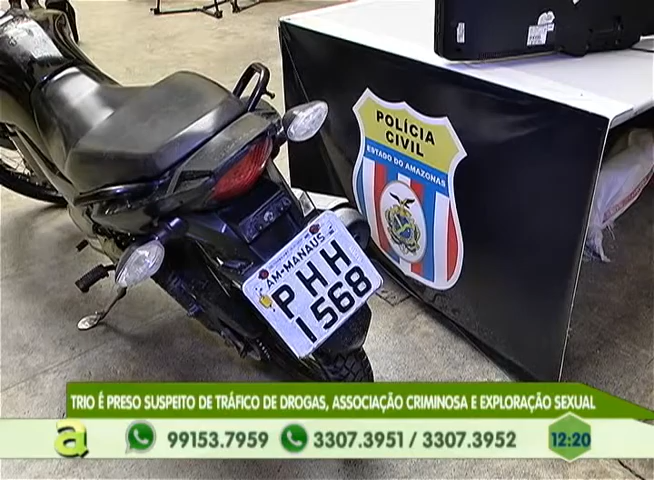 POLÍCIA
CIVIL
ESTADO DO AMAZONAS
AM-MANAUS
PHH
1568
TRIO É PRESO SUSPEITO DE TRÁFICO DE DROGAS, ASSOCIAÇÃO CRIMINOSA E EXPLORAÇÃO SEXUAL
a 99153.7959 3307.3951 / 3307.3952 12:20